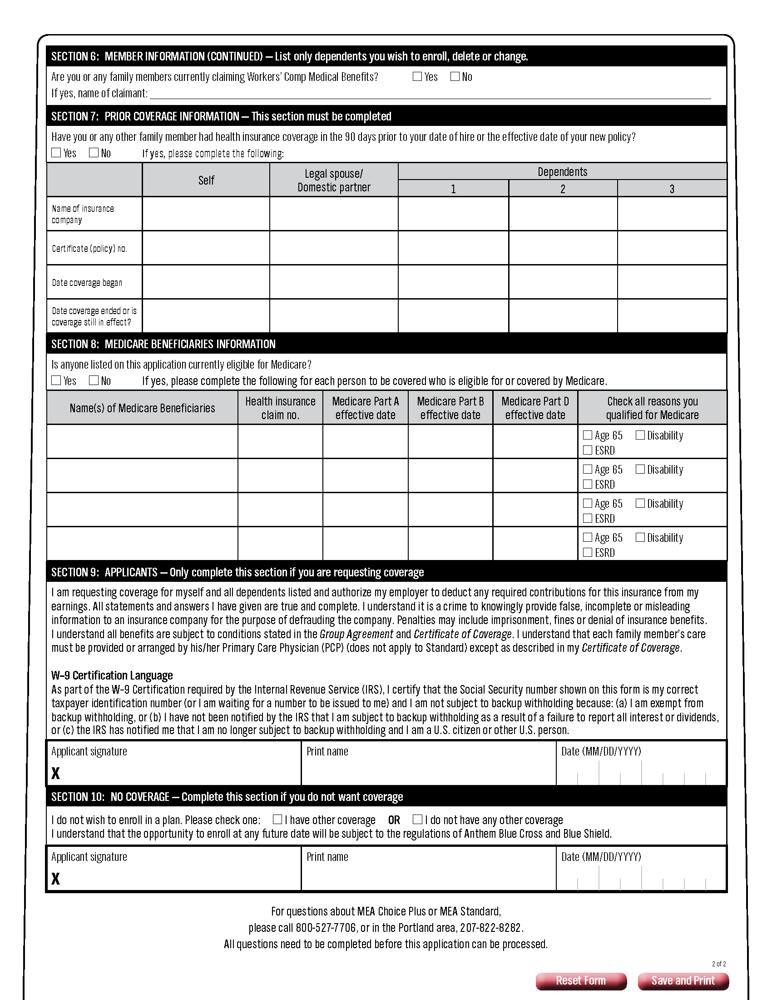 SECTION 6: MEMBER INFORMATION (CONTINUED) — List only dependents you wish to enroll, delete or change.
Are you or any family members currently claiming Workers' Comp Medical Benefits? Yes No
If yes, name of claimant:
SECTION 7: PRIOR COVERAGE INFORMATION — This section must be completed
Have you or any other family member had health insurance coverage in the 90 days prior to your date of hire or the effective date of your new policy?
Yes No If yes, please complete the following:
Self
Legal spouse/
Domestic partner
Dependents
1 2 3
Name of insurance
company
Certificate (policy) no.
Date coverage began
Date coverage ended or is
coverage still in effect?
SECTION 8: MEDICARE BENEFICIARIES INFORMATION
Is anyone listed on this application currently eligible for Medicare?
Yes No If yes, please complete the following for each person to be covered who is eligible for or covered by Medicare.
Name(s) of Medicare Beneficiaries
Health insurance
claim no.
Medicare Part A
effective date
Medicare Part B
effective date
Medicare Part D
effective date
Check all reasons you
qualified for Medicare
Age 65 Disability
ESRD
Age 65 Disability
ESRD
Age 65 Disability
ESRD
Age 65 Disability
ESRD
SECTION 9: APPLICANTS — Only complete this section if you are requesting coverage
I am requesting coverage for myself and all dependents listed and authorize my employer to deduct any required contributions for this insurance from my
earnings. All statements and answers I have given are true and complete. I understand it is a crime to knowingly provide false, incomplete or misleading
information to an insurance company for the purpose of defrauding the company. Penalties may include imprisonment, fines or denial of insurance benefits.
I understand all benefits are subject to conditions stated in the Group Agreement and Certificate of Coverage. I understand that each family member's care
must be provided or arranged by his/her Primary Care Physician (PCP) (does not apply to Standard) except as described in my Certificate of Coverage.
W-9 Certification Language
As part of the W-9 Certification required by the Internal Revenue Service (IRS), I certify that the Social Security number shown on this form is my correct
taxpayer identification number (or I am waiting for a number to be issued to me) and I am not subject to backup withholding because: (a) I am exempt from
backup withholding, or (b) I have not been notified by the IRS that I am subject to backup withholding as a result of a failure to report all interest or dividends,
or (c) the IRS has notified me that I am no longer subject to backup withholding and I am a U.S. citizen or other U.S. person.
Applicant signature Print name Date (MM/DD/YYYY)
X
SECTION 10: NO COVERAGE — Complete this section if you do not want coverage
I do not wish to enroll in a plan. Please check one: I have other coverage OR I do not have any other coverage
I understand that the opportunity to enroll at any future date will be subject to the regulations of Anthem Blue Cross and Blue Shield.
Applicant signature Print name Date (MM/DD/YYYY)
X
For questions about MEA Choice Plus or MEA Standard,
please call 800-527-7706, or in the Portland area, 207-822-8282.
All questions need to be completed before this application can be processed.
2 of 2
Reset Form Save and Print